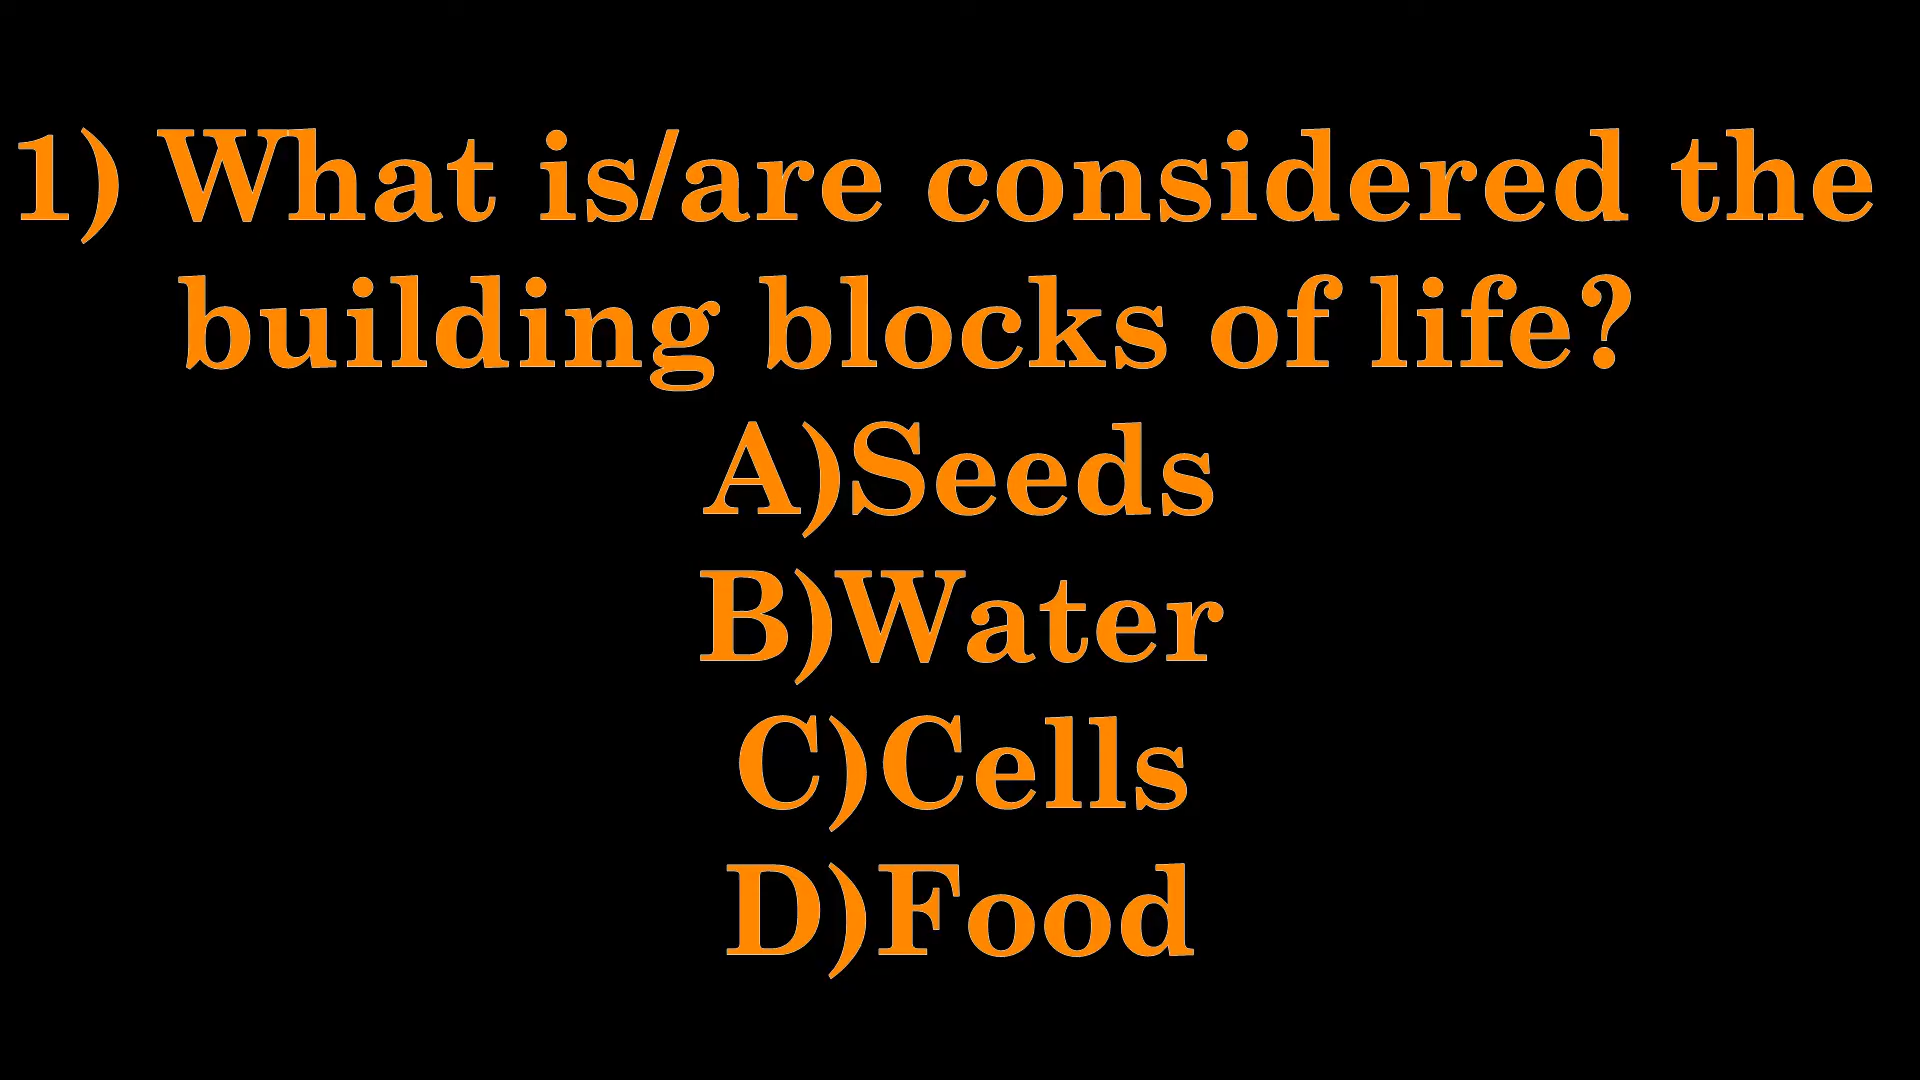 1) What is/are considered the
building blocks of life?
A)Seeds
B)Water
C)Cells
D)Food